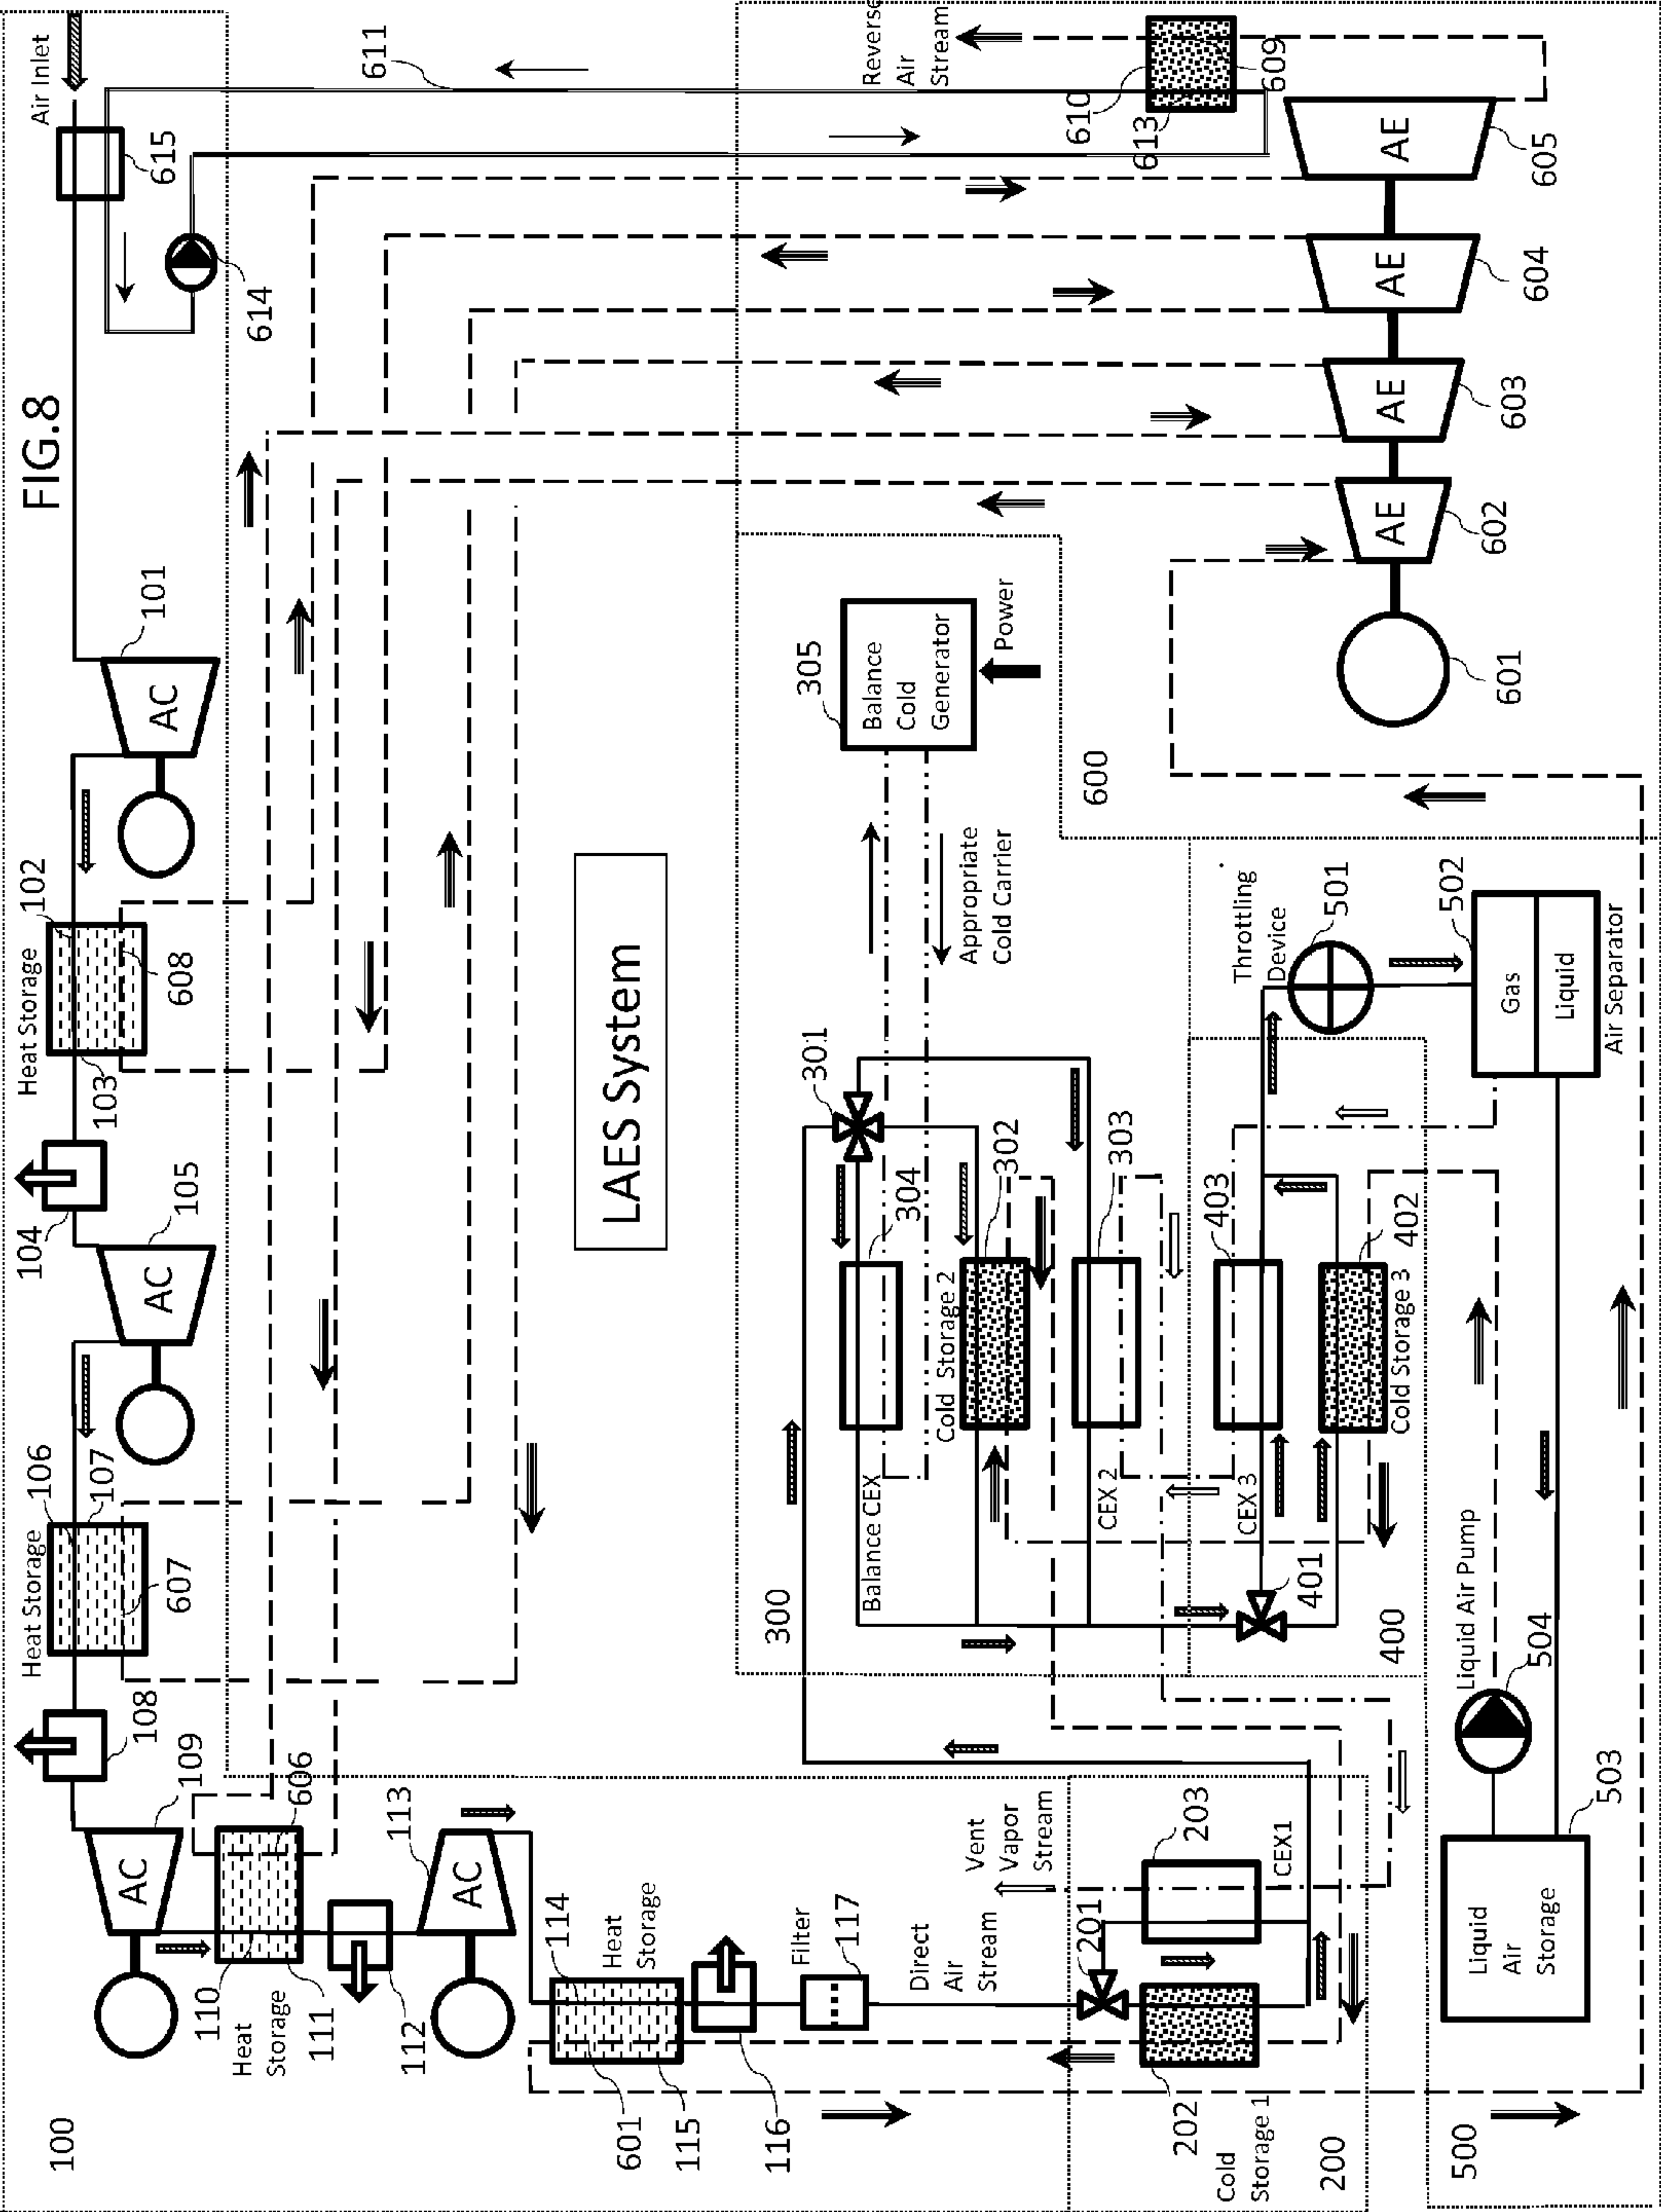 FIG.8
Air Inlet
615
614
611
101
AC
102
Heat Storage
608
103
104
105
AC
106
107
Heat Storage
607
108
109
AC
606
110
Heat
Storage
111
112
113
AC
114
Heat
Storage
601
115
116
Filter
117
Direct
Air
Stream
100
LAES System
Reverse
Air
Stream
610
613
609
AE
605
AE
604
AE
603
AE
602
601
600
305
Balance
Cold
Generator
Power
Appropriate
Cold Carrier
301
304
302
303
Cold Storage 2
Balance CEX
CEX 2
300
403
402
Cold Storage 3
CEX 3
401
400
Throttling
Device
501
502
Gas
Liquid
Air Separator
Liquid Air Pump
504
503
Liquid
Air
Storage
500
Vent
Vapor
Stream
203
CEX1
201
202
Cold
Storage 1
200